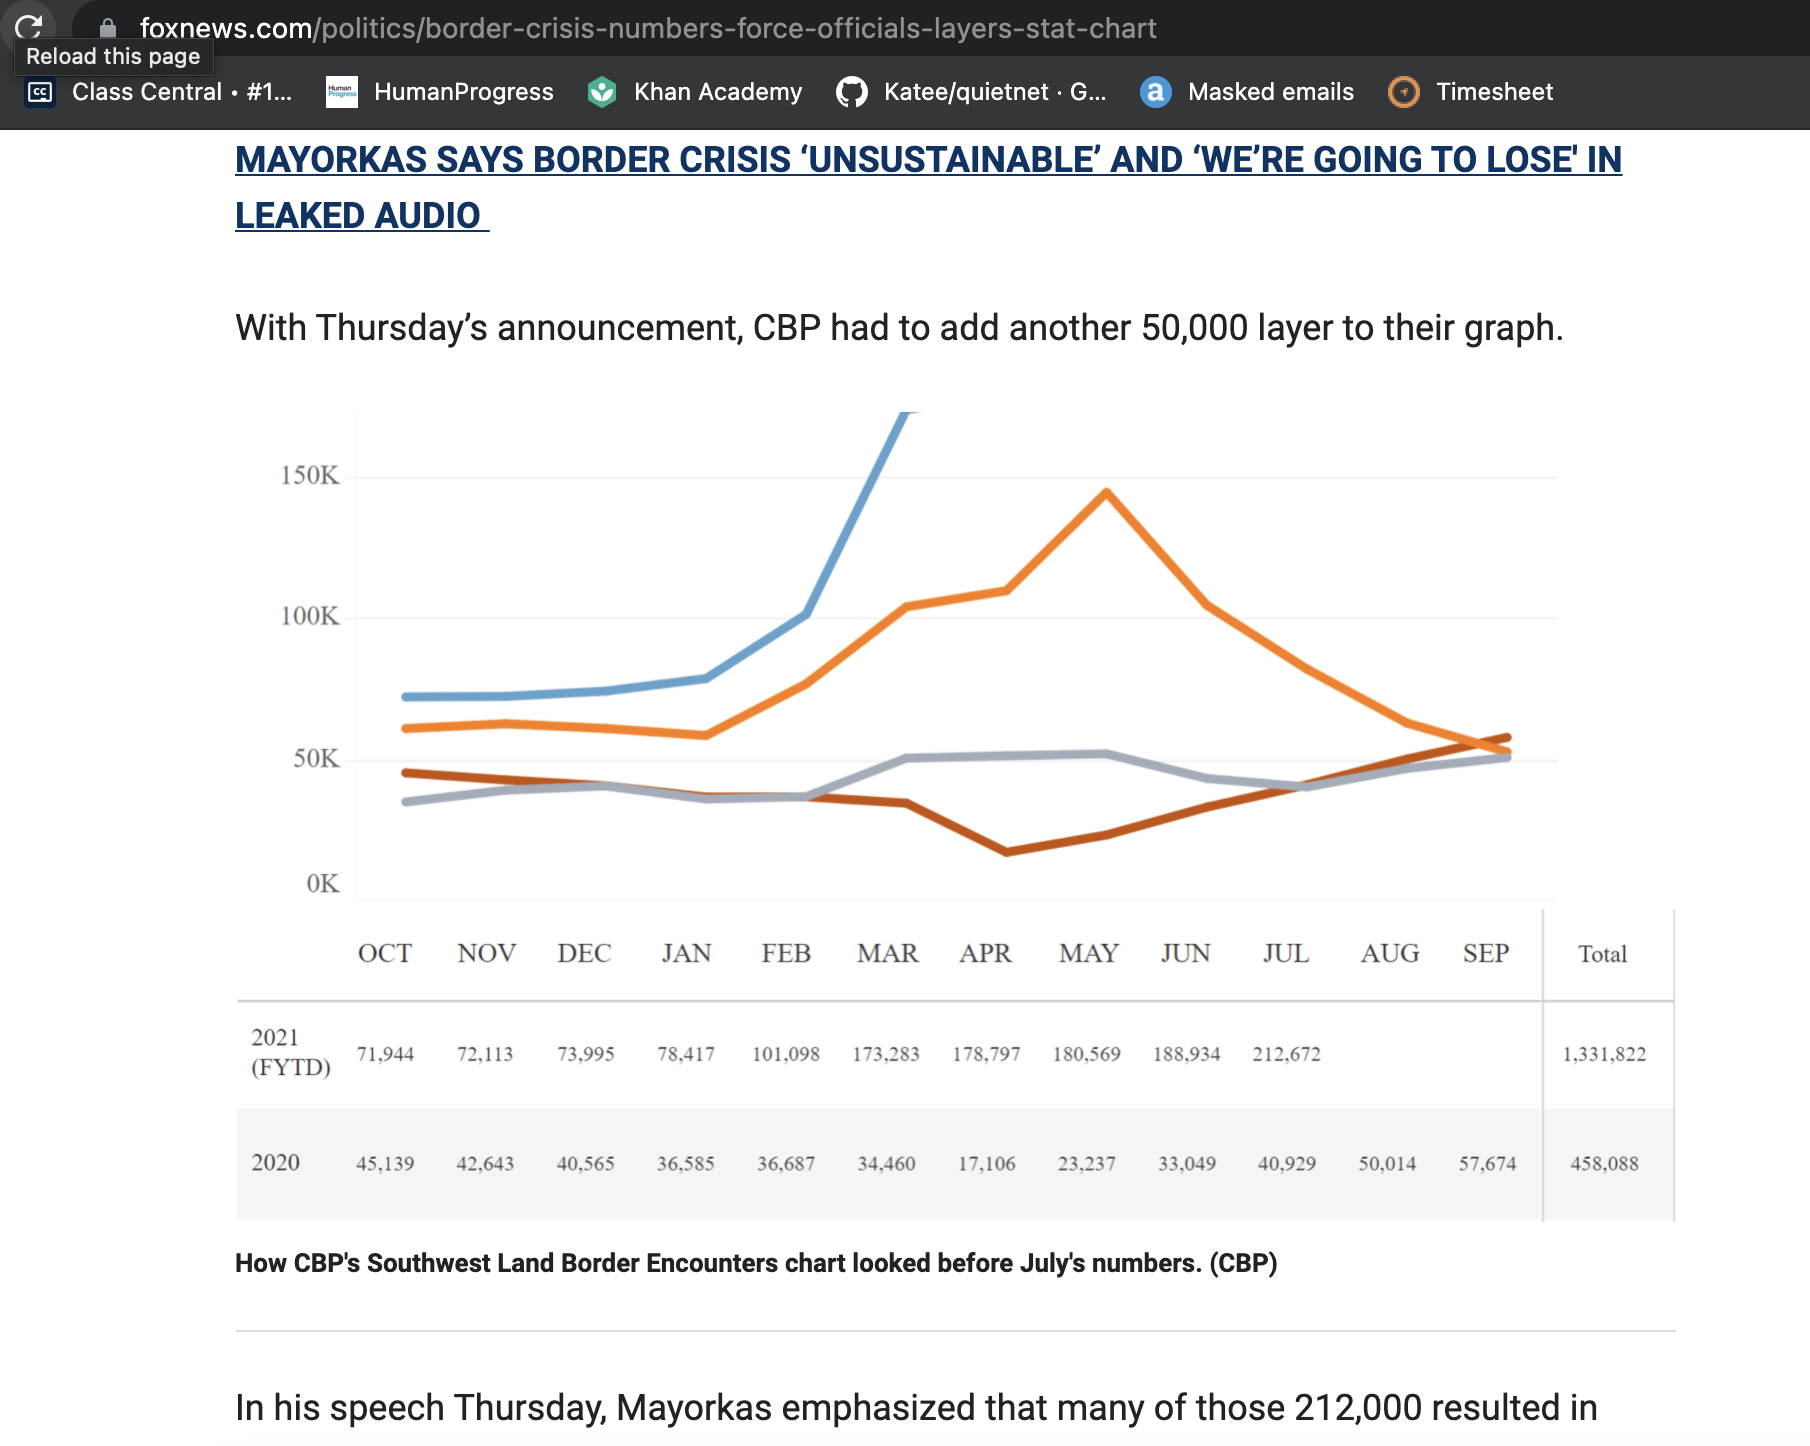 foxnews.com/politics/border-crisis-numbers-force-officials-layers-stat-chart
Reload this page
CC Class Central • #1... Human Progress HumanProgress Khan Academy Katee/quietnet · G... a Masked emails Timesheet
MAYORKAS SAYS BORDER CRISIS ‘UNSUSTAINABLE’ AND ‘WE’RE GOING TO LOSE' IN
LEAKED AUDIO
With Thursday’s announcement, CBP had to add another 50,000 layer to their graph.
150K
100K
50K
0K
OCT NOV DEC JAN FEB MAR APR MAY JUN JUL AUG SEP Total
2021
(FYTD) 71,944 72,113 73,995 78,417 101,098 173,283 178,797 180,569 188,934 212,672 1,331,822
2020 45,139 42,643 40,565 36,585 36,687 34,460 17,106 23,237 33,049 40,929 50,014 57,674 458,088
How CBP's Southwest Land Border Encounters chart looked before July's numbers. (CBP)
In his speech Thursday, Mayorkas emphasized that many of those 212,000 resulted in